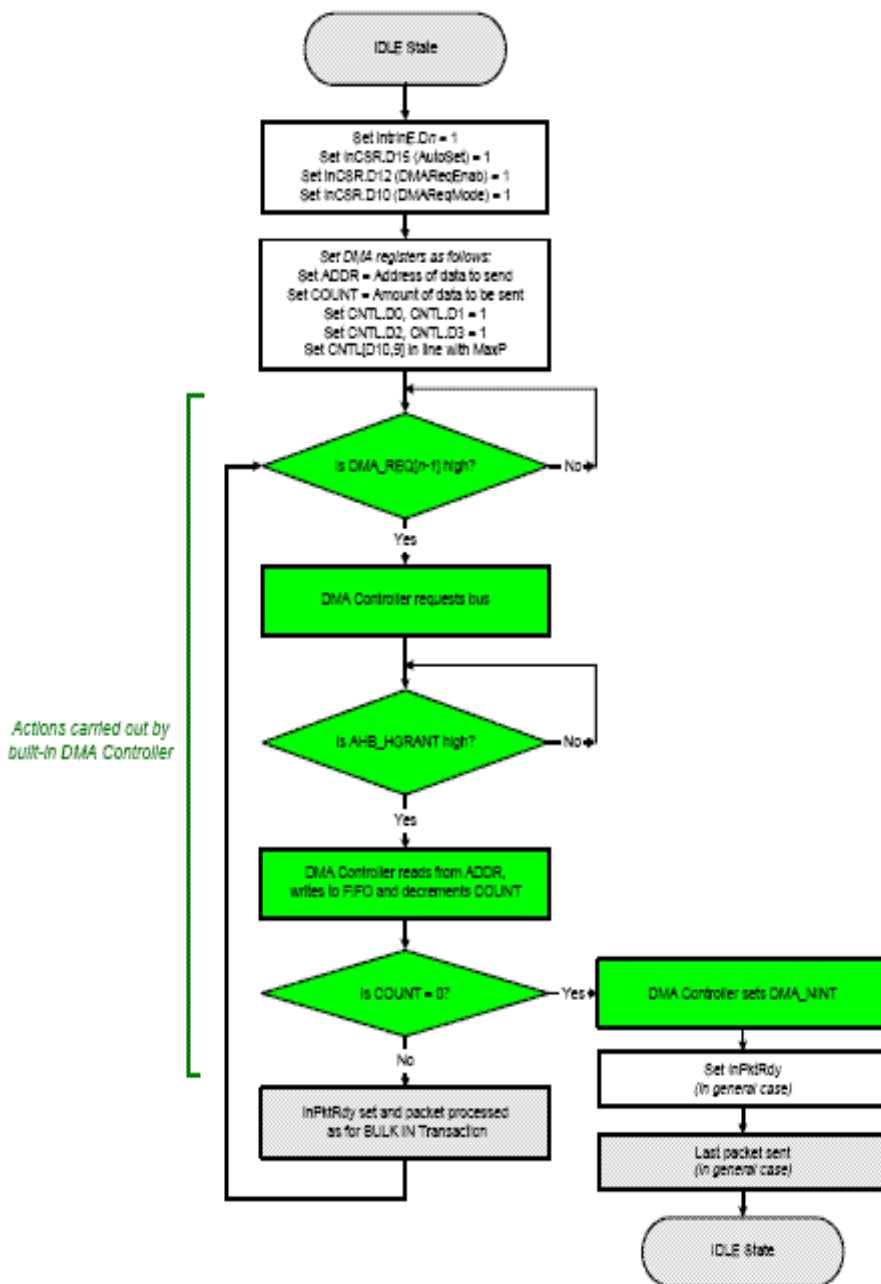 IDLE State
Set IntrInE.Dn = 1
Set InCSR.D15 (AutoSet) = 1
Set InCSR.D12 (DMAReqEnab) = 1
Set InCSR.D10 (DMAReqMode) = 1
Set DMA registers as follows:
Set ADDR = Address of data to send
Set COUNT = Amount of data to be sent
Set CNTL.D0, CNTL.D1 = 1
Set CNTL.D2, CNTL.D3 = 1
Set CNTL[D10,9] in line with MaxP
Is DMA_REQ[n-1] high?
No
Yes
DMA Controller requests bus
Actions carried out by
built-in DMA Controller
Is AHB_HGRANT high?
No
Yes
DMA Controller reads from ADDR,
writes to FIFO and decrements COUNT
Is COUNT = 0?
Yes
DMA Controller sets DMA_NINT
No
Set InPktRdy
(in general case)
InPktRdy set and packet processed
as for BULK IN Transaction
Last packet sent
(in general case)
IDLE State